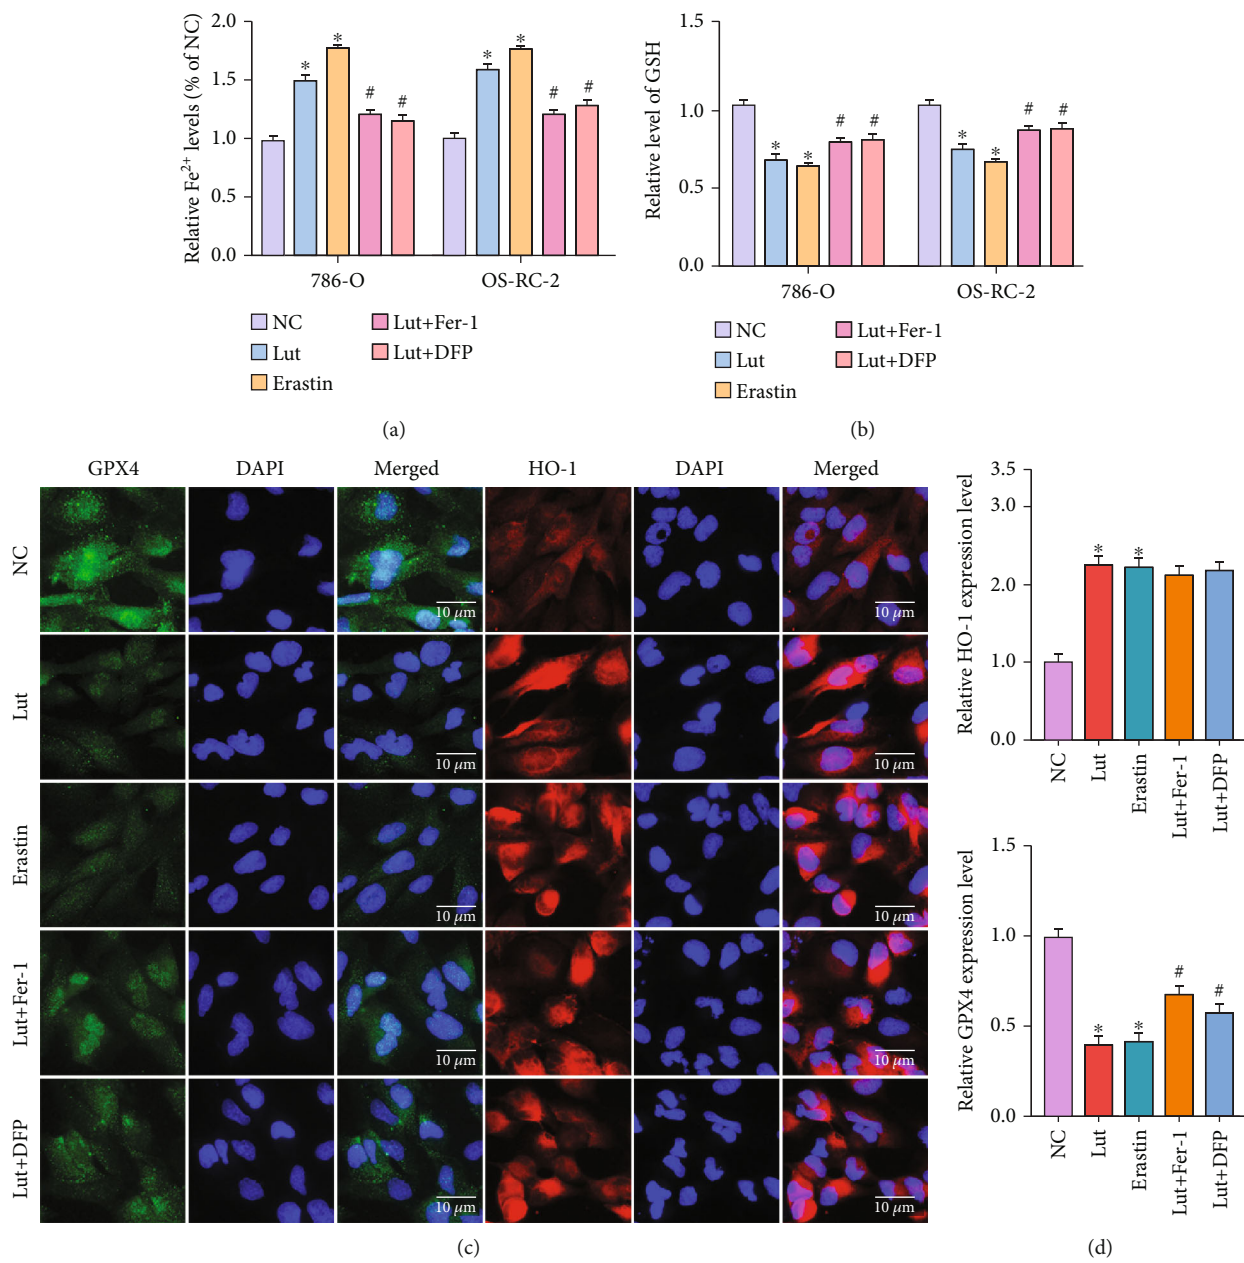 Relative Fe²⁺ levels (% of NC)
2.0
1.5
1.0
0.5
0.0
* * # #
* * # #
786-O
OS-RC-2
NC
Lut
Erastin
Lut+Fer-1
Lut+DFP
(a)
Relative level of GSH
1.5
1.0
0.5
0.0
* * # #
* * # #
786-O
OS-RC-2
NC
Lut
Erastin
Lut+Fer-1
Lut+DFP
(b)
GPX4 DAPI Merged HO-1 DAPI Merged
NC
10 µm 10 µm
Lut
10 µm 10 µm
Erastin
10 µm 10 µm
Lut+Fer-1
10 µm 10 µm
Lut+DFP
10 µm 10 µm
(c)
Relative HO-1 expression level
3.5
3.0
2.0
1.0
0.0
* *
NC Lut Erastin Lut+Fer-1 Lut+DFP
Relative GPX4 expression level
1.5
1.0
0.5
0.0
* * # #
NC Lut Erastin Lut+Fer-1 Lut+DFP
(d)